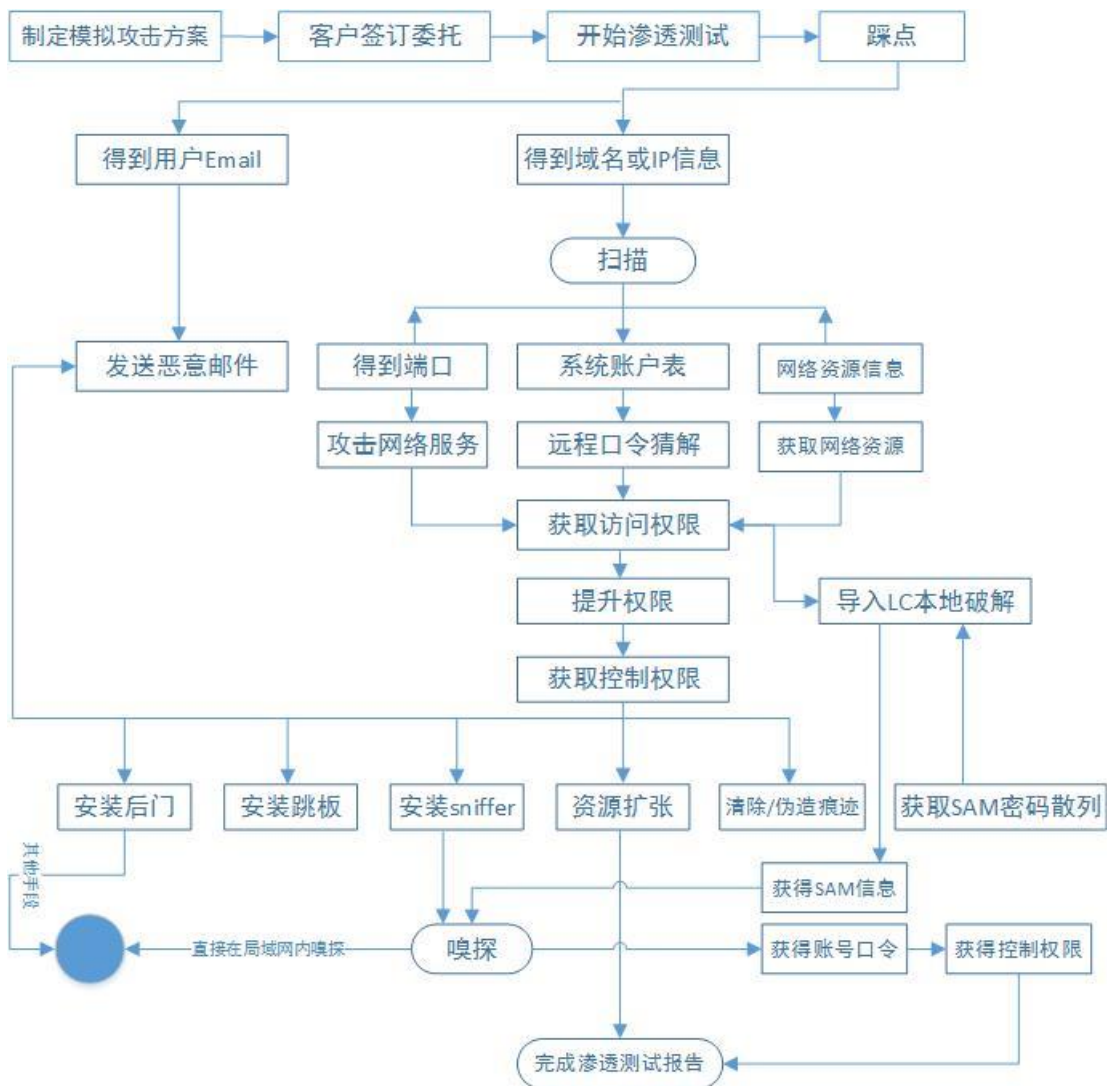 制定模拟攻击方案
客户签订委托
开始渗透测试
踩点
得到用户Email
得到域名或IP信息
扫描
发送恶意邮件
得到端口
系统账户表
网络资源信息
攻击网络服务
远程口令猜解
获取网络资源
获取访问权限
提升权限
导入LC本地破解
获取控制权限
安装后门
安装跳板
安装sniffer
资源扩张
清除/伪造痕迹
获取SAM密码散列
其他手段
获得SAM信息
直接在局域网内嗅探
嗅探
获得账号口令
获得控制权限
完成渗透测试报告